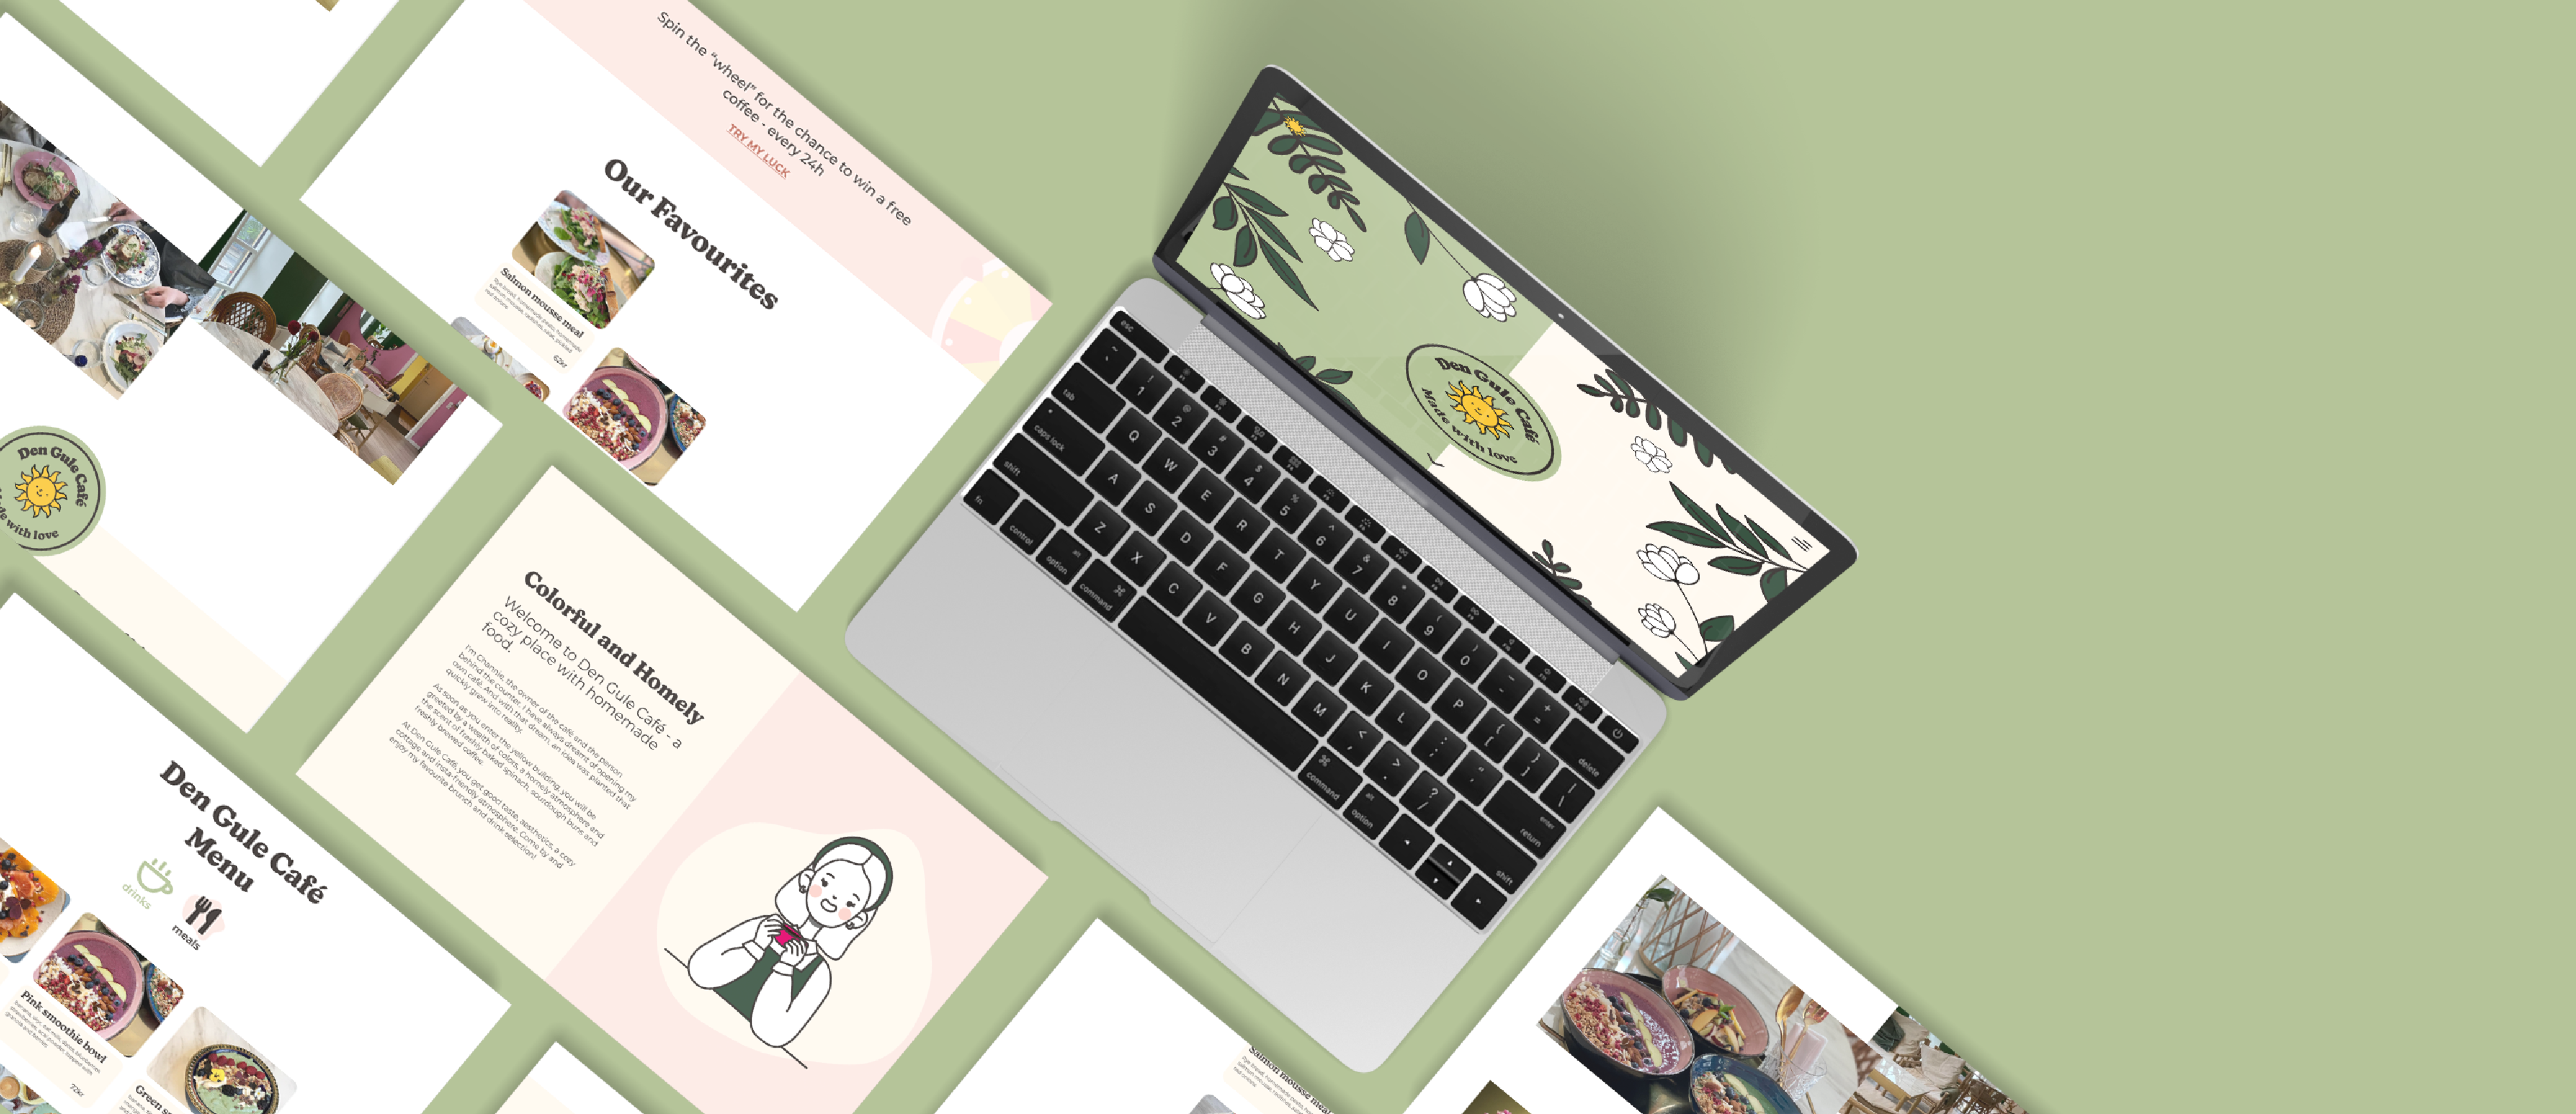 Spin the "wheel" for the chance to win a free
coffee - every 24h
TRY MY LUCK
Our Favourites
Salmon mousse meal
62kr
Den Gule Café
Made with love
Den Gule Café
with love
Colorful and Homely
Welcome to Den Gule Café - a
cozy place with homemade
food.
I'm Channie, the owner of the café and the person
behind the counter. I have always dreamt of opening my
own café. And with that dream, an idea was planted that
quickly grew into reality.
As soon as you enter the yellow building, you will be
greeted by a wealth of colors, a homely atmosphere and
the scent of freshly baked spinach, sourdough buns and
freshly brewed coffee.
At Den Gule Café, you get good taste, aesthetics, a cozy
cottage and insta-friendly atmosphere. Come by and
enjoy my favourite brunch and drink selection!
Den Gule Café
Menu
drinks
meals
Pink smoothie bowl
72kr
Green
Salmon mousse meal
esc
~ ` ! 1 @ 2 # 3 $ 4 % 5 ^ 6 & 7 * 8 ( 9 ) 0 _ - + = delete
tab Q W E R T Y U I O P { [ } ] | \
caps lock A S D F G H J K L : ; " ' enter return
shift Z X C V B N M < , > . ? / shift
fn control alt option ⌘ command ⌘ command alt option